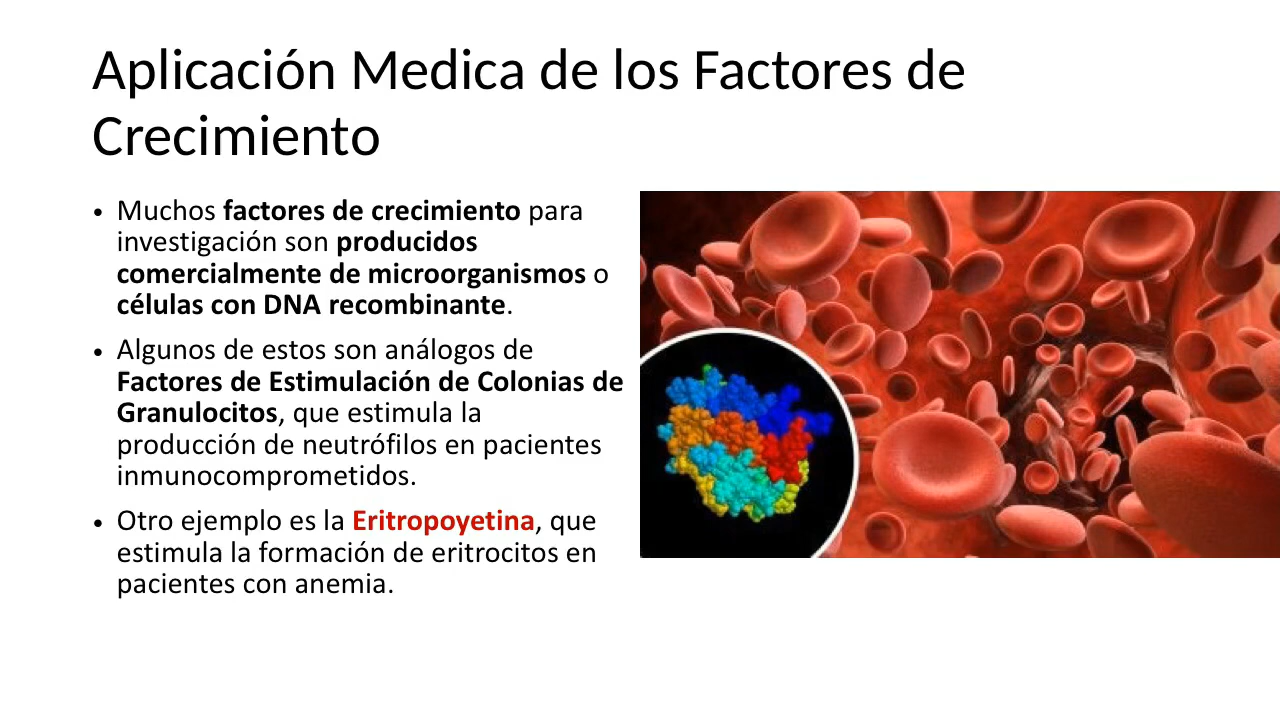 Aplicación Medica de los Factores de
Crecimiento
• Muchos factores de crecimiento para
investigación son producidos
comercialmente de microorganismos o
células con DNA recombinante.
• Algunos de estos son análogos de
Factores de Estimulación de Colonias de
Granulocitos, que estimula la
producción de neutrófilos en pacientes
inmunocomprometidos.
• Otro ejemplo es la Eritropoyetina, que
estimula la formación de eritrocitos en
pacientes con anemia.